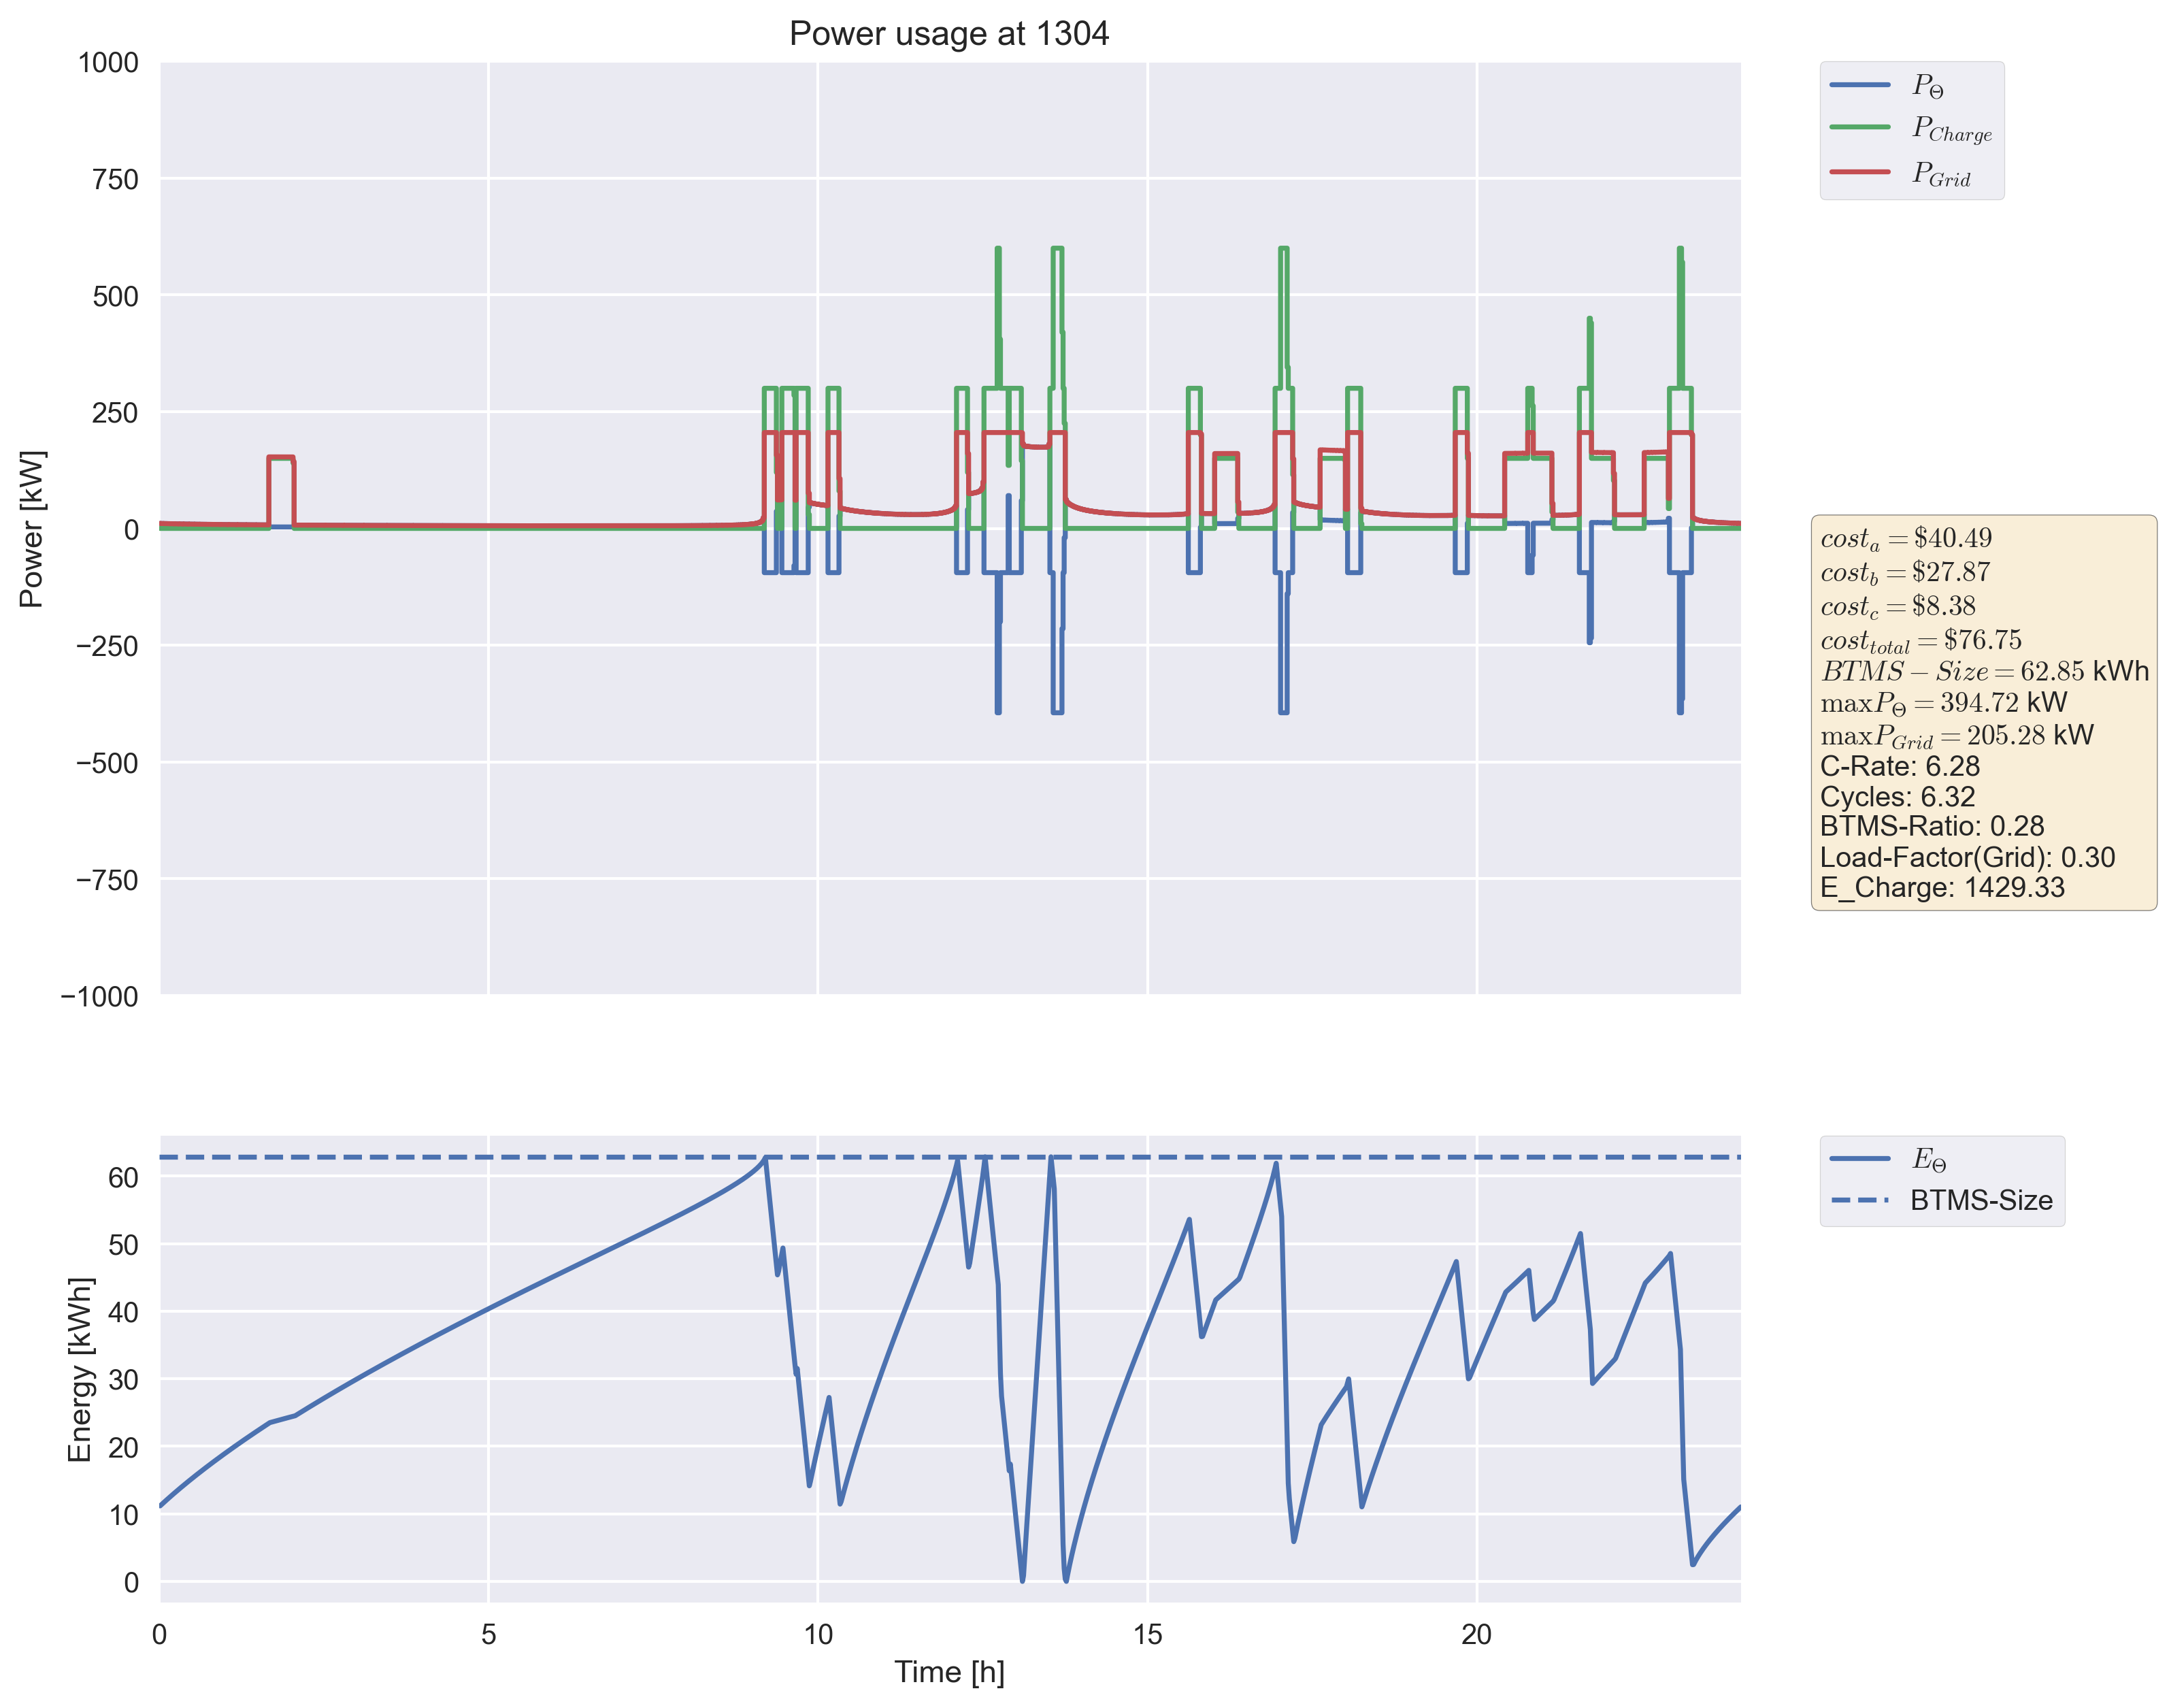 Power usage at 1304
1000
750
500
250
0
−250
−500
−750
−1000
Power [kW]
P_Θ
P_Charge
P_Grid
cost_a = $40.49
cost_b = $27.87
cost_c = $8.38
cost_total = $76.75
BTMS − Size = 62.85 kWh
maxP_Θ = 394.72 kW
maxP_Grid = 205.28 kW
C-Rate: 6.28
Cycles: 6.32
BTMS-Ratio: 0.28
Load-Factor(Grid): 0.30
E_Charge: 1429.33
60
50
40
30
20
10
0
Energy [kWh]
E_Θ
BTMS-Size
0 5 10 15 20
Time [h]